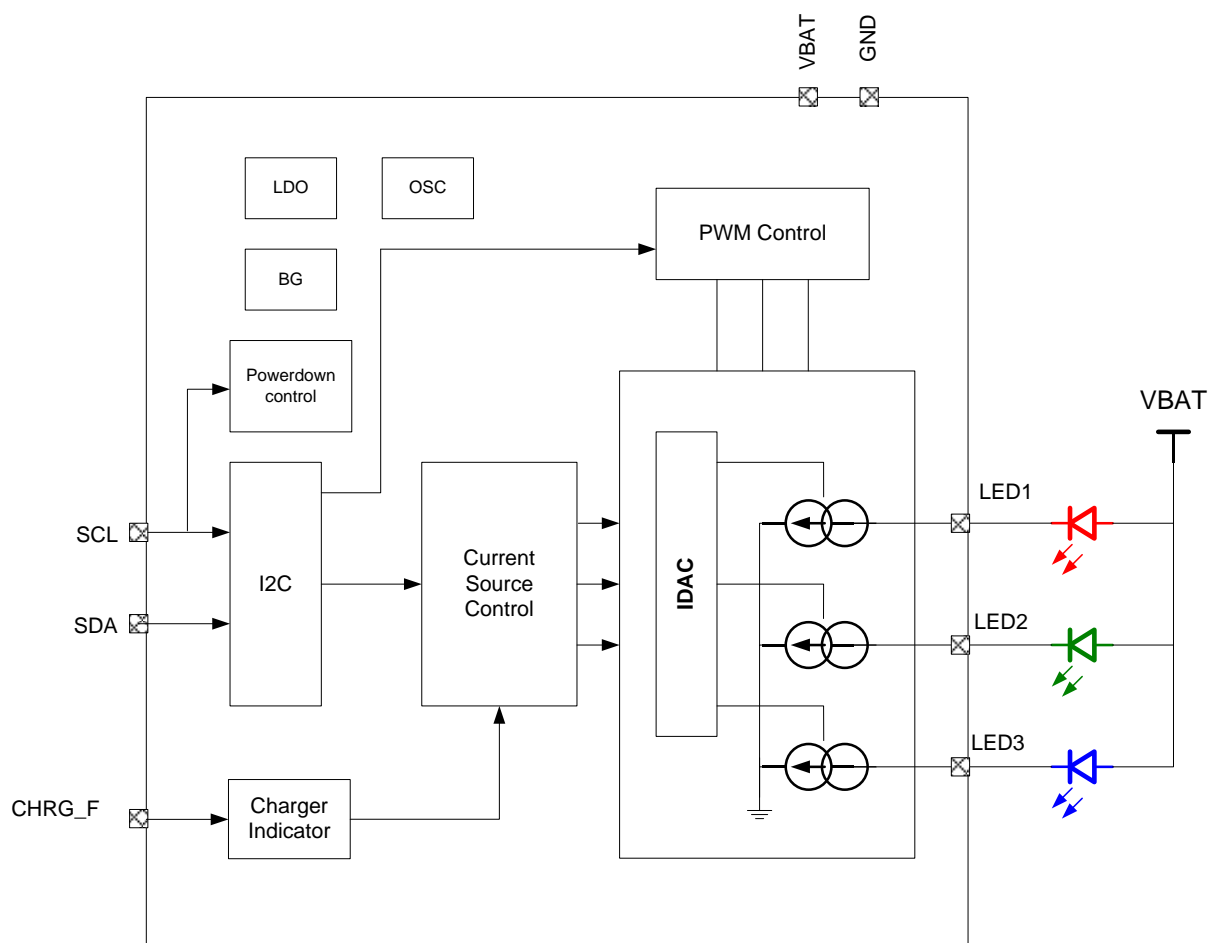 VBAT
GND
LDO
OSC
PWM Control
BG
Powerdown
control
VBAT
LED1
SCL
I2C
Current
Source
Control
IDAC
SDA
LED2
LED3
CHRG_F
Charger
Indicator